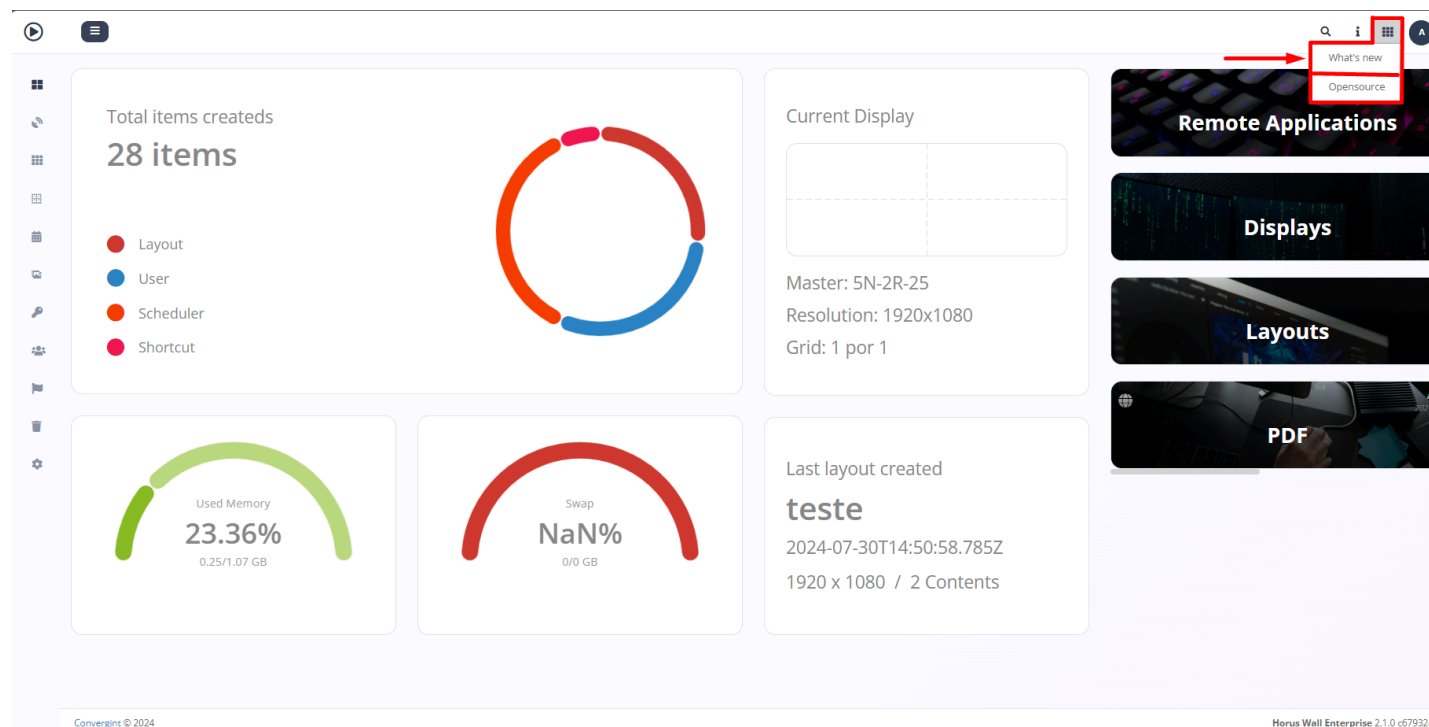 i
A
What's new
Opensource
Total items createds
28 items
Layout
User
Scheduler
Shortcut
Current Display
Master: 5N-2R-25
Resolution: 1920x1080
Grid: 1 por 1
Remote Applications
Displays
Layouts
PDF
Used Memory
23.36%
0.25/1.07 GB
Swap
NaN%
0/0 GB
Last layout created
teste
2024-07-30T14:50:58.785Z
1920 x 1080 / 2 Contents
Convergint © 2024
Horus Wall Enterprise 2.1.0 c67932